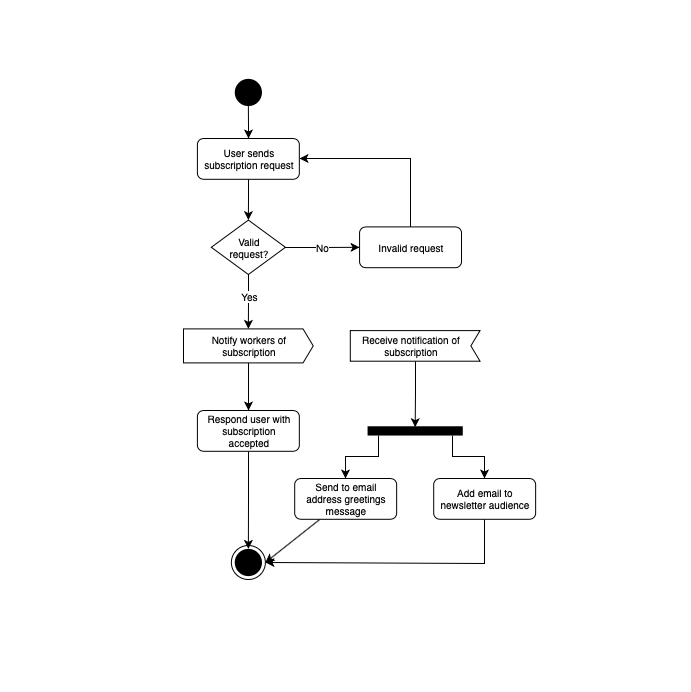 User sends
subscription request
Valid
request?
No
Invalid request
Yes
Notify workers of
subscription
Receive notification of
subscription
Respond user with
subscription
accepted
Send to email
address greetings
message
Add email to
newsletter audience